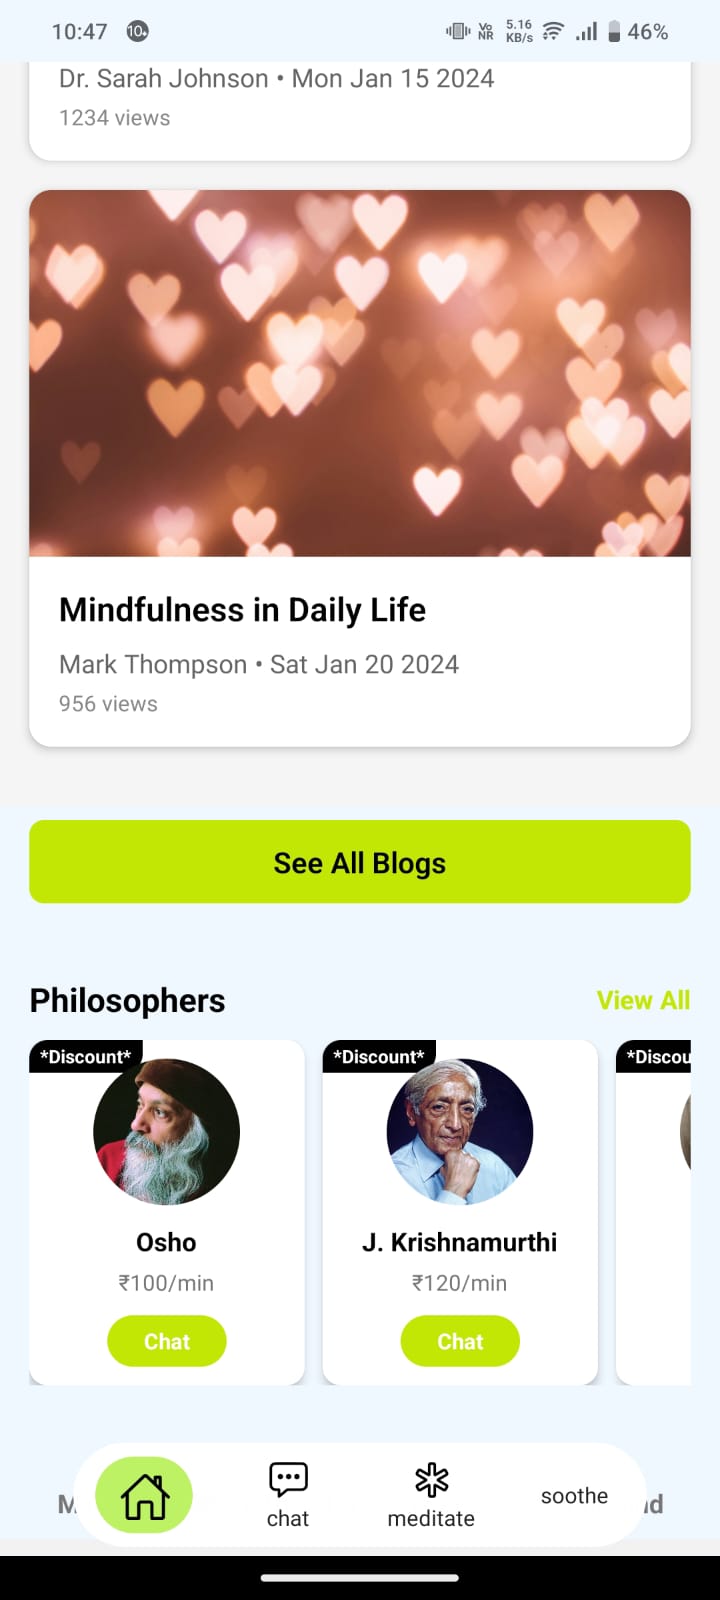 10:47 10+ Vo NR 5.16 KB/s 46%
Dr. Sarah Johnson • Mon Jan 15 2024
1234 views
Mindfulness in Daily Life
Mark Thompson • Sat Jan 20 2024
956 views
See All Blogs
Philosophers View All
*Discount* *Discount* *Discou
Osho J. Krishnamurthi
₹100/min ₹120/min
Chat Chat
chat meditate soothe